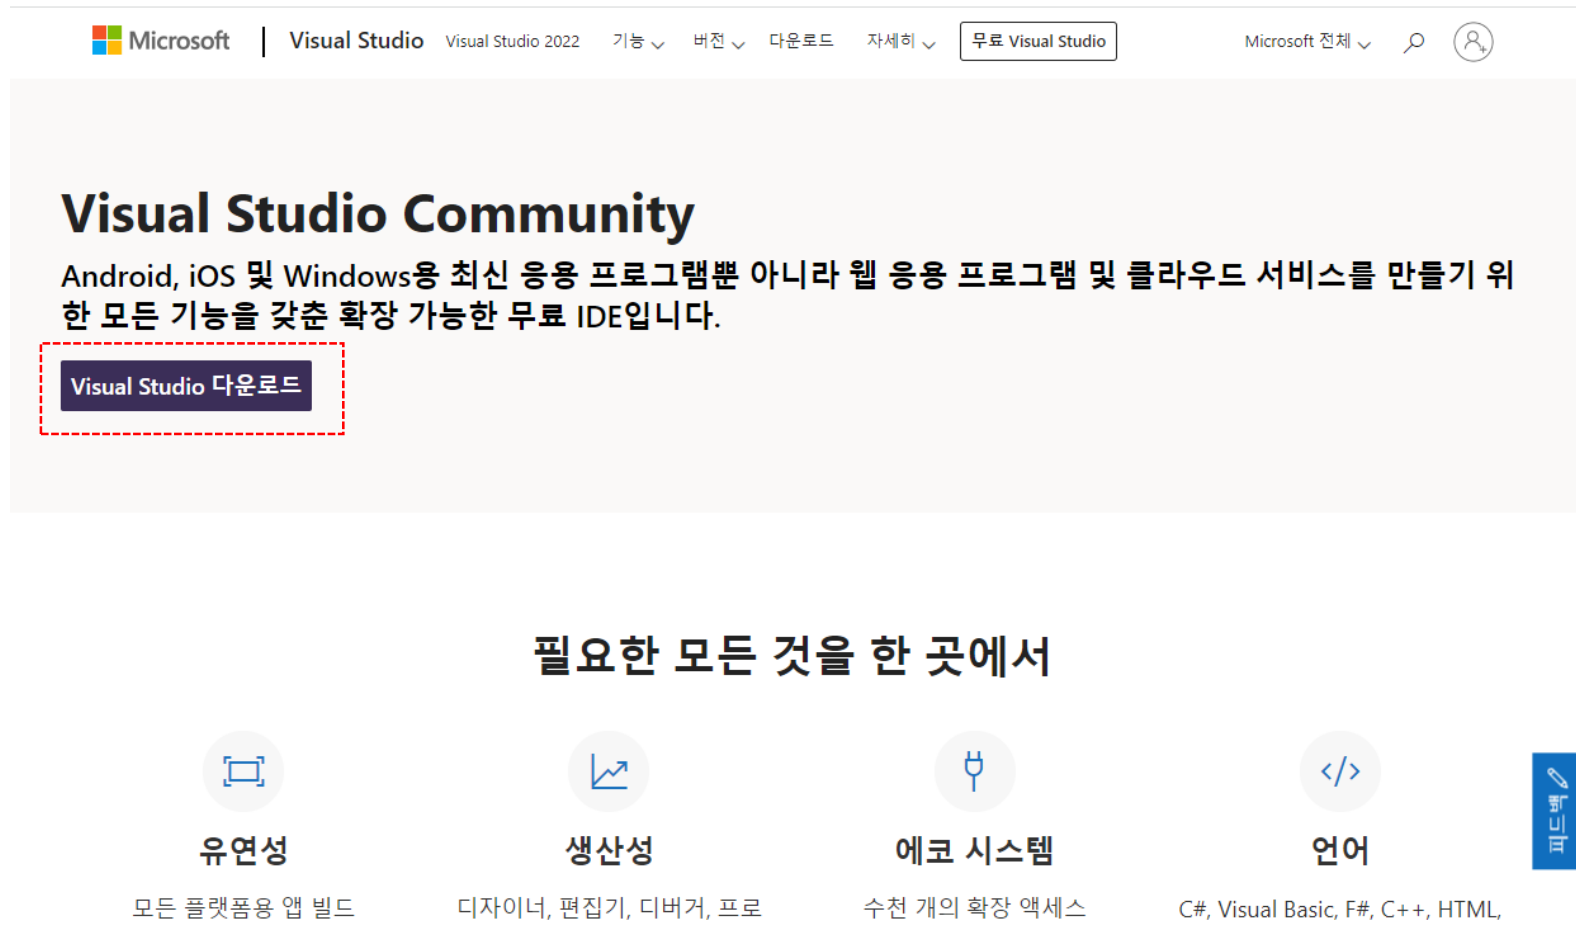 Microsoft Visual Studio Visual Studio 2022 기능 버전 다운로드 자세히 무료 Visual Studio Microsoft 전체
Visual Studio Community
Android, iOS 및 Windows용 최신 응용 프로그램뿐 아니라 웹 응용 프로그램 및 클라우드 서비스를 만들기 위
한 모든 기능을 갖춘 확장 가능한 무료 IDE입니다.
Visual Studio 다운로드
필요한 모든 것을 한 곳에서
유연성
모든 플랫폼용 앱 빌드
생산성
디자이너, 편집기, 디버거, 프로
에코 시스템
수천 개의 확장 액세스
언어
C#, Visual Basic, F#, C++, HTML,
피드백